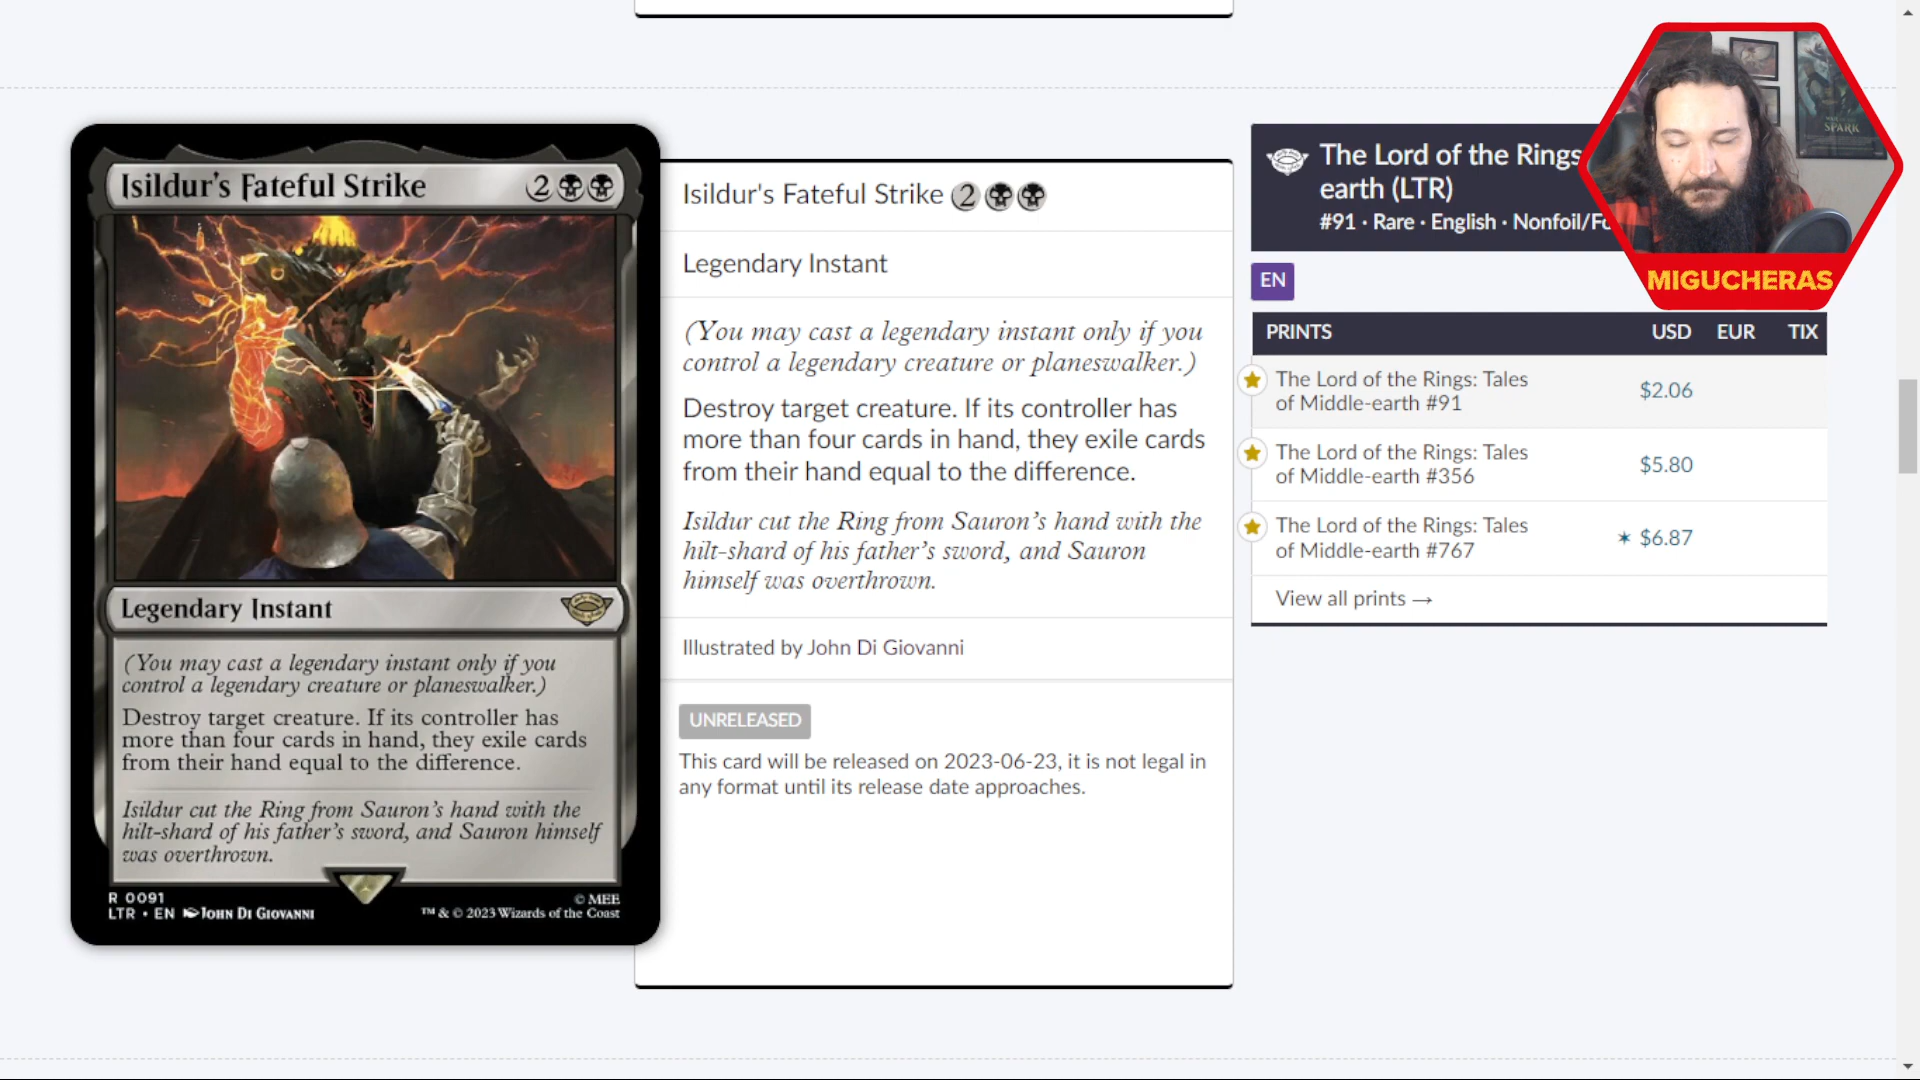 Isildur's Fateful Strike 2
Legendary Instant
(You may cast a legendary instant only if you
control a legendary creature or planeswalker.)
Destroy target creature. If its controller has
more than four cards in hand, they exile cards
from their hand equal to the difference.
Isildur cut the Ring from Sauron's hand with the
hilt-shard of his father's sword, and Sauron himself
was overthrown.
R 0091
LTR • EN John Di Giovanni
© MEE
™ & © 2023 Wizards of the Coast
Isildur's Fateful Strike 2
Legendary Instant
(You may cast a legendary instant only if you
control a legendary creature or planeswalker.)
Destroy target creature. If its controller has
more than four cards in hand, they exile cards
from their hand equal to the difference.
Isildur cut the Ring from Sauron's hand with the
hilt-shard of his father's sword, and Sauron
himself was overthrown.
Illustrated by John Di Giovanni
UNRELEASED
This card will be released on 2023-06-23, it is not legal in
any format until its release date approaches.
The Lord of the Rings
earth (LTR)
#91 · Rare · English · Nonfoil/Fo
EN
PRINTS USD EUR TIX
The Lord of the Rings: Tales
of Middle-earth #91 $2.06
The Lord of the Rings: Tales
of Middle-earth #356 $5.80
The Lord of the Rings: Tales
of Middle-earth #767 ✶ $6.87
View all prints →
SPARK
MIGUCHERAS